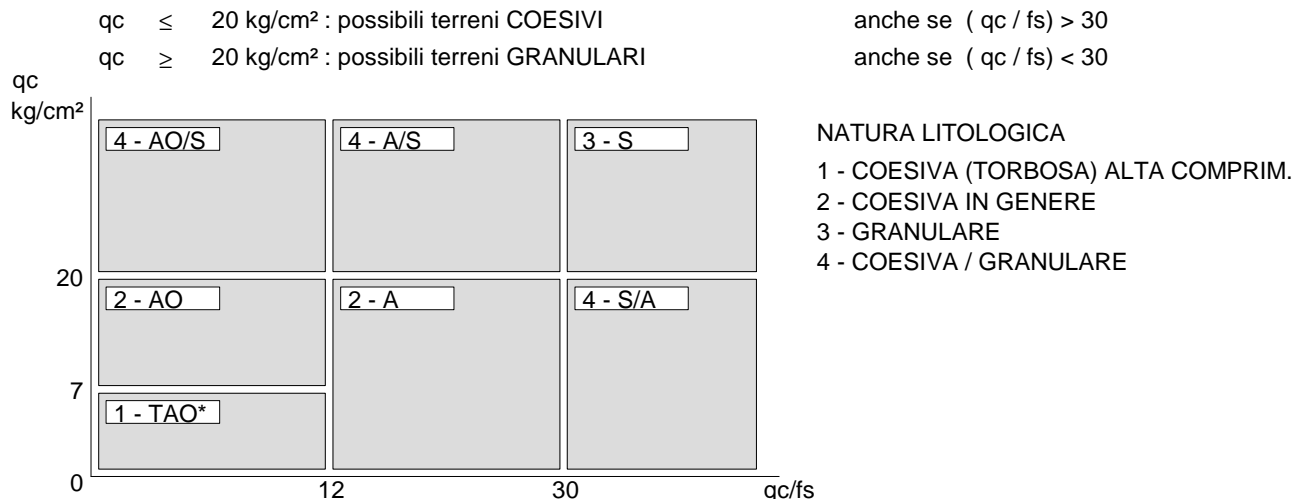 qc ≤ 20 kg/cm² : possibili terreni COESIVI anche se ( qc / fs) > 30
qc ≥ 20 kg/cm² : possibili terreni GRANULARI anche se ( qc / fs) < 30
qc
kg/cm²
4 - AO/S 4 - A/S 3 - S
NATURA LITOLOGICA
1 - COESIVA (TORBOSA) ALTA COMPRIM.
2 - COESIVA IN GENERE
3 - GRANULARE
4 - COESIVA / GRANULARE
20
2 - AO 2 - A 4 - S/A
7
1 - TAO*
0
12 30 qc/fs